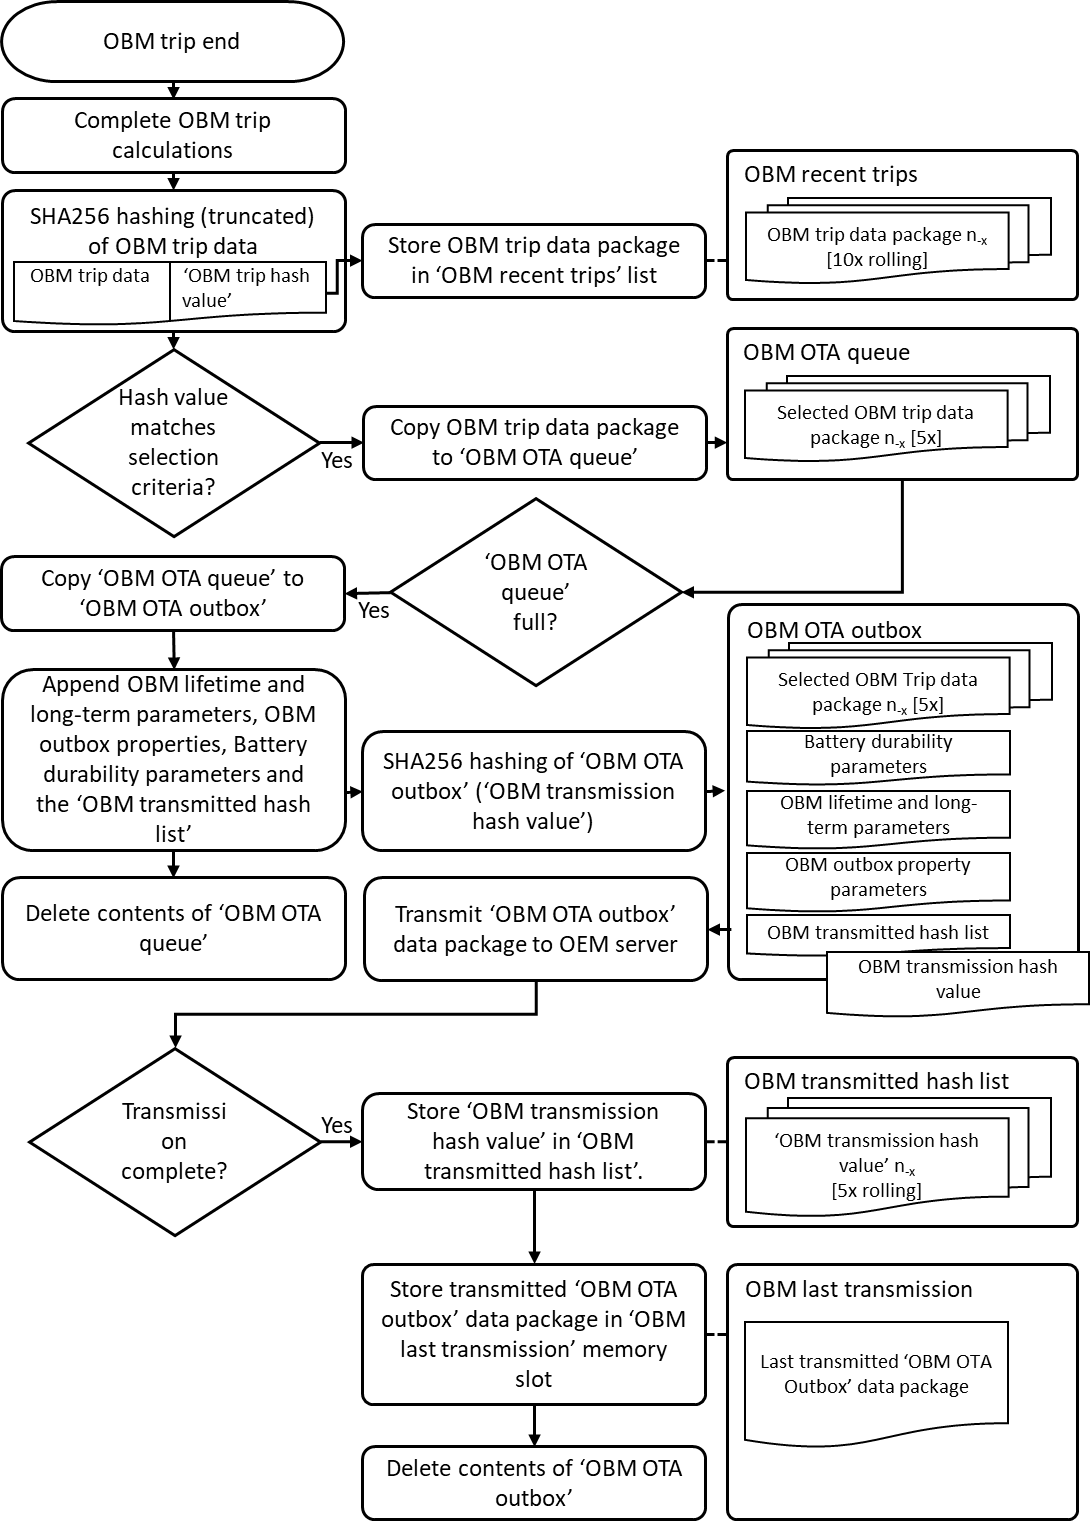 OBM trip end
Complete OBM trip
calculations
SHA256 hashing (truncated)
of OBM trip data
OBM trip data
‘OBM trip hash
value’
Store OBM trip data package
in ‘OBM recent trips’ list
OBM recent trips
OBM trip data package n-x
[10x rolling]
Hash value
matches
selection
criteria?
Yes
Copy OBM trip data package
to ‘OBM OTA queue’
OBM OTA queue
Selected OBM trip data
package n-x [5x]
‘OBM OTA
queue’
full?
Yes
Copy ‘OBM OTA queue’ to
‘OBM OTA outbox’
Append OBM lifetime and
long-term parameters, OBM
outbox properties, Battery
durability parameters and
the ‘OBM transmitted hash
list’
SHA256 hashing of ‘OBM OTA
outbox’ (‘OBM transmission
hash value’)
OBM OTA outbox
Selected OBM Trip data
package n-x [5x]
Battery durability
parameters
OBM lifetime and long-
term parameters
OBM outbox property
parameters
OBM transmitted hash list
OBM transmission hash
value
Delete contents of ‘OBM OTA
queue’
Transmit ‘OBM OTA outbox’
data package to OEM server
Transmissi
on
complete?
Yes
Store ‘OBM transmission
hash value’ in ‘OBM
transmitted hash list’.
OBM transmitted hash list
‘OBM transmission hash
value’ n-x
[5x rolling]
Store transmitted ‘OBM OTA
outbox’ data package in ‘OBM
last transmission’ memory
slot
OBM last transmission
Last transmitted ‘OBM OTA
Outbox’ data package
Delete contents of ‘OBM OTA
outbox’